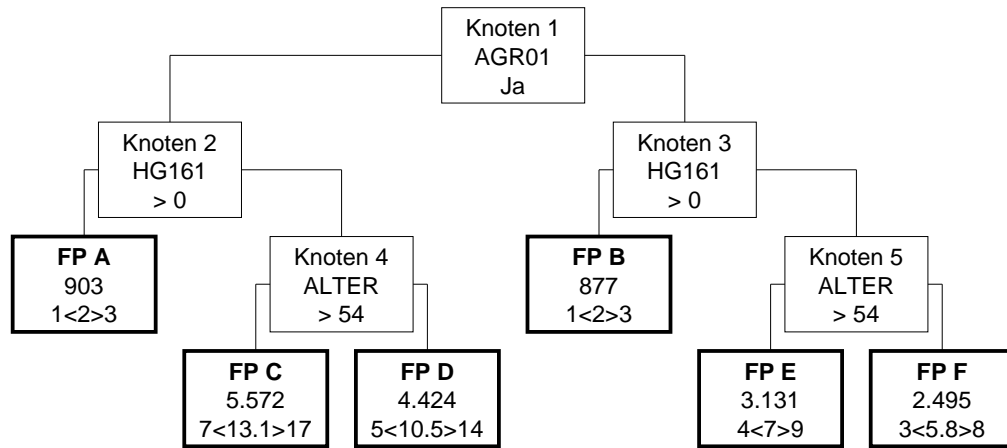 Knoten 1
AGR01
Ja
Knoten 2
HG161
> 0
Knoten 3
HG161
> 0
FP A
903
1<2>3
Knoten 4
ALTER
> 54
FP B
877
1<2>3
Knoten 5
ALTER
> 54
FP C
5.572
7<13.1>17
FP D
4.424
5<10.5>14
FP E
3.131
4<7>9
FP F
2.495
3<5.8>8